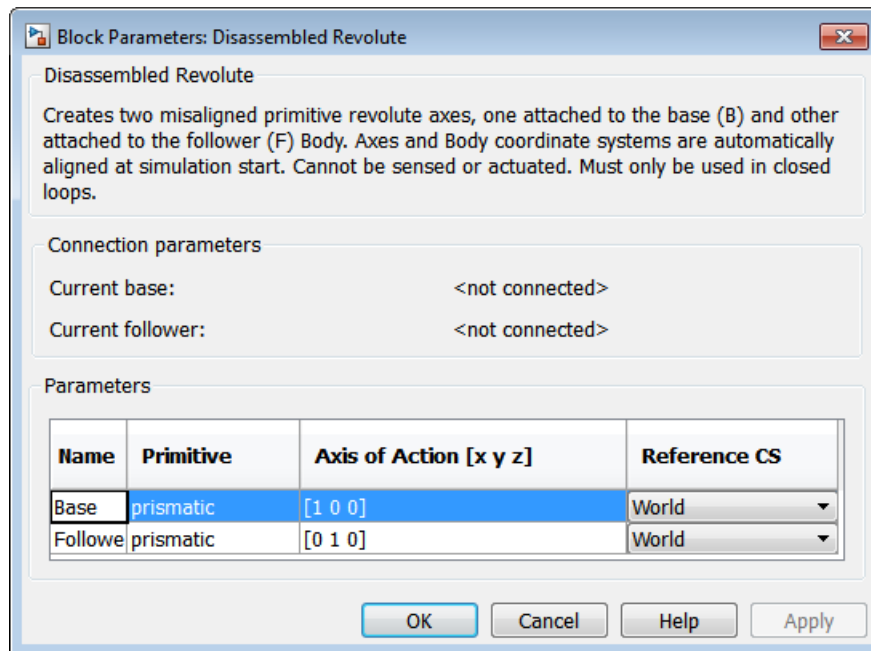 Block Parameters: Disassembled Revolute
Disassembled Revolute
Creates two misaligned primitive revolute axes, one attached to the base (B) and other
attached to the follower (F) Body. Axes and Body coordinate systems are automatically
aligned at simulation start. Cannot be sensed or actuated. Must only be used in closed
loops.
Connection parameters
Current base: <not connected>
Current follower: <not connected>
Parameters
Name Primitive Axis of Action [x y z] Reference CS
Base prismatic [1 0 0] World
Followe prismatic [0 1 0] World
OK Cancel Help Apply